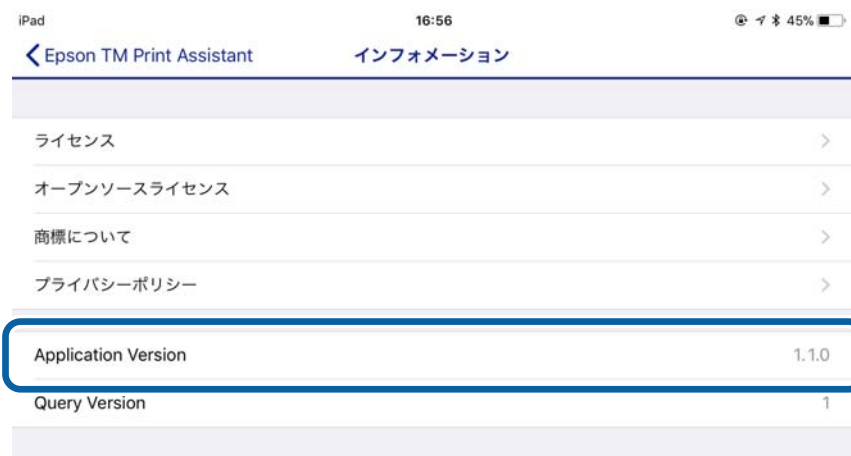 iPad 16:56 45%
Epson TM Print Assistant インフォメーション
ライセンス
オープンソースライセンス
商標について
プライバシーポリシー
Application Version 1.1.0
Query Version 1